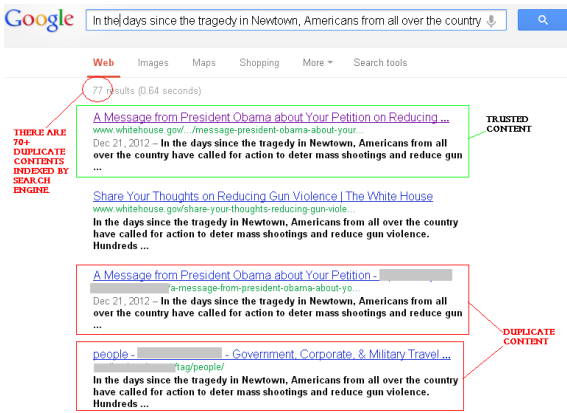 Google
In the days since the tragedy in Newtown, Americans from all over the country
Web Images Maps Shopping More Search tools
77 results (0.64 seconds)
THERE ARE
70+
DUPLICATE
CONTENTS
INDEXED BY
SEARCH
ENGINE.
A Message from President Obama about Your Petition on Reducing ...
www.whitehouse.gov/.../message-president-obama-about-your...
Dec 21, 2012 – In the days since the tragedy in Newtown, Americans from all
over the country have called for action to deter mass shootings and reduce gun
...
TRUSTED
CONTENT
Share Your Thoughts on Reducing Gun Violence | The White House
www.whitehouse.gov/share-your-thoughts-reducing-gun-viole...
In the days since the tragedy in Newtown, Americans from all over the country
have called for action to deter mass shootings and reduce gun violence.
Hundreds ...
A Message from President Obama about Your Petition -
/a-message-from-president-obama-about-yo...
Dec 21, 2012 – In the days since the tragedy in Newtown, Americans from all
over the country have called for action to deter mass shootings and reduce gun
...
DUPLICATE
CONTENT
people - - Government, Corporate, & Military Travel ...
/tag/people/
In the days since the tragedy in Newtown, Americans from all over the country
have called for action to deter mass shootings and reduce gun violence.
Hundreds ...